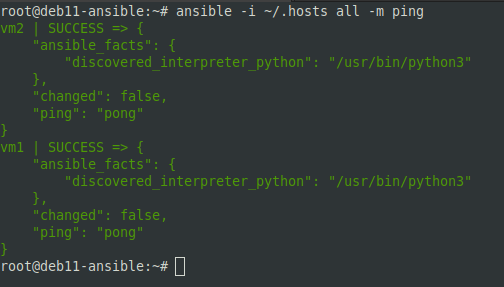 root@deb11-ansible:~# ansible -i ~/.hosts all -m ping
vm2 | SUCCESS => {
    "ansible_facts": {
        "discovered_interpreter_python": "/usr/bin/python3"
    },
    "changed": false,
    "ping": "pong"
}
vm1 | SUCCESS => {
    "ansible_facts": {
        "discovered_interpreter_python": "/usr/bin/python3"
    },
    "changed": false,
    "ping": "pong"
}
root@deb11-ansible:~#